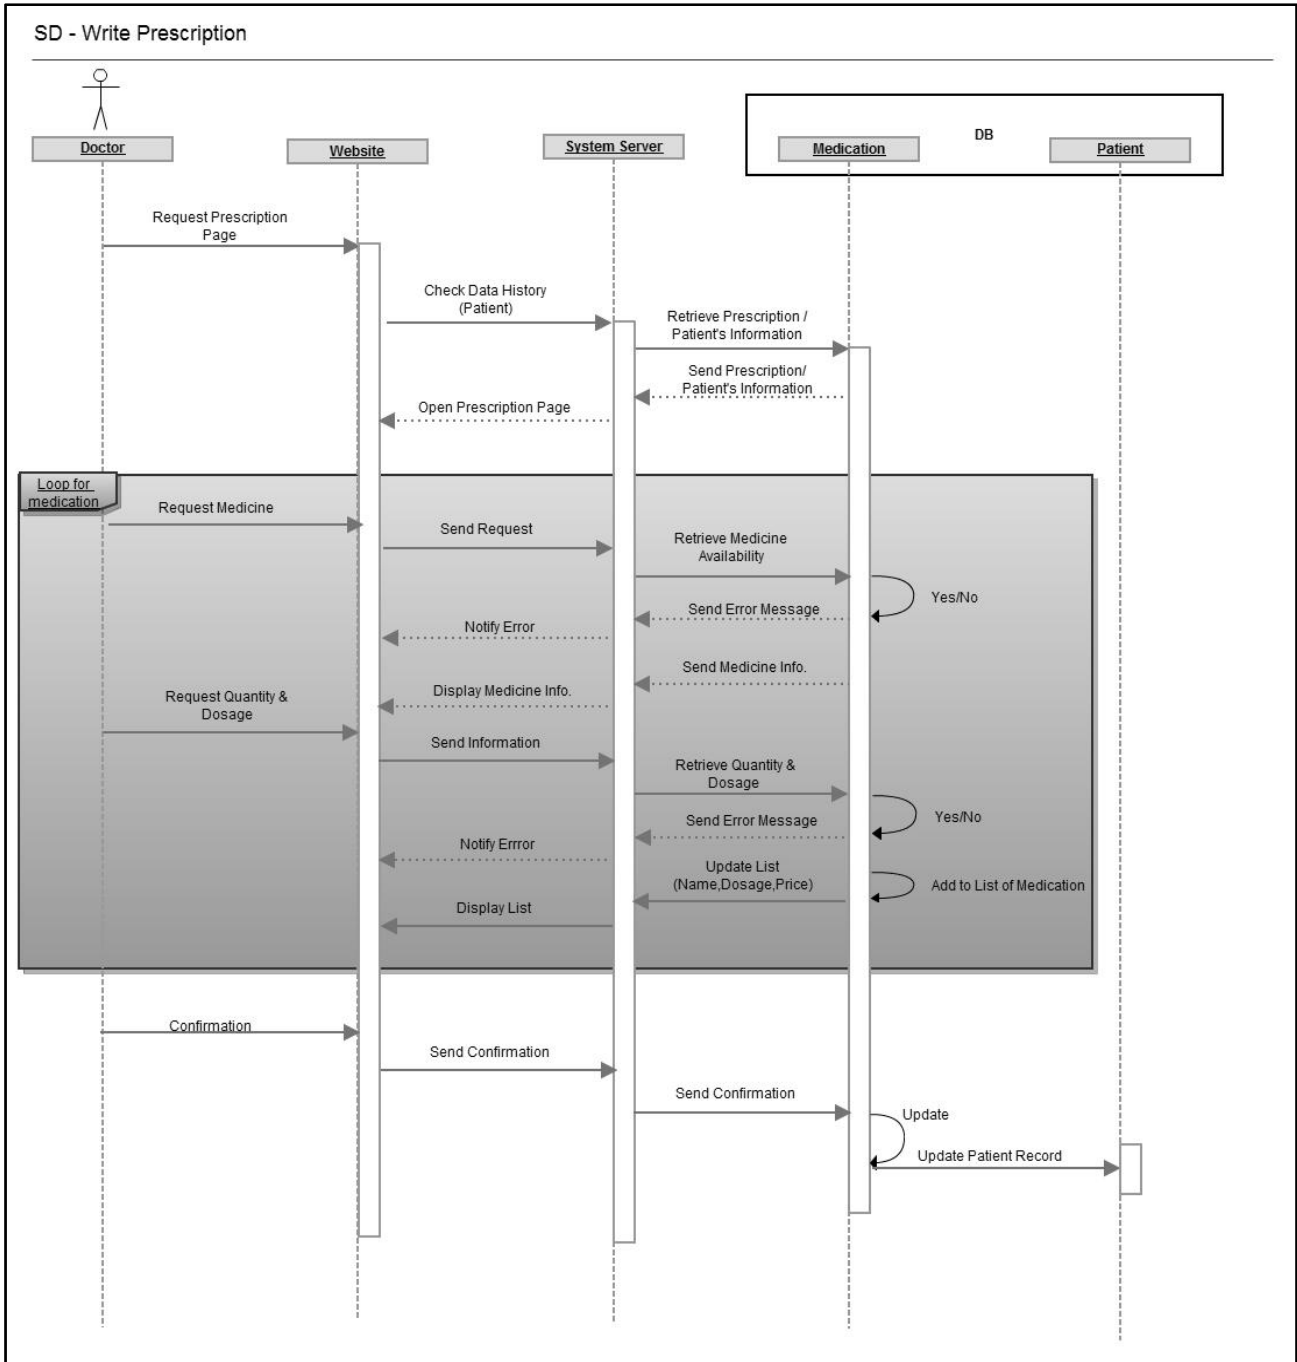 SD - Write Prescription
DB
Doctor
Website
System Server
Medication
Patient
Request Prescription
Page
Check Data History
(Patient)
Retrieve Prescription /
Patient's Information
Send Prescription/
Patient's Information
Open Prescription Page
Loop for
medication
Request Medicine
Send Request
Retrieve Medicine
Availability
Yes/No
Send Error Message
Notify Error
Send Medicine Info.
Display Medicine Info.
Request Quantity &
Dosage
Send Information
Retrieve Quantity &
Dosage
Yes/No
Send Error Message
Notify Errror
Update List
(Name,Dosage,Price)
Add to List of Medication
Display List
Confirmation
Send Confirmation
Send Confirmation
Update
Update Patient Record